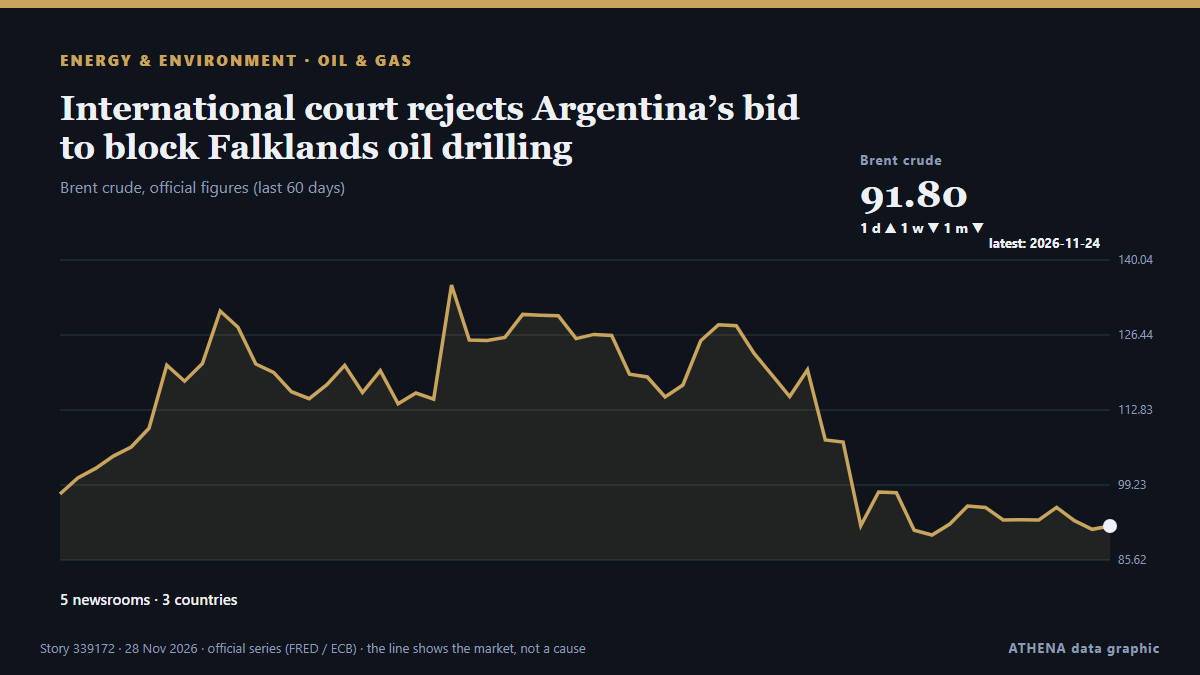 ENERGY & ENVIRONMENT · OIL & GAS
International court rejects Argentina’s bid
to block Falklands oil drilling
Brent crude, official figures (last 60 days)
Brent crude
91.80
1 d ▲ 1 w ▼ 1 m ▼
latest: 2026-11-24
140.04
126.44
112.83
99.23
85.62
5 newsrooms · 3 countries
Story 339172 · 28 Nov 2026 · official series (FRED / ECB) · the line shows the market, not a cause
ATHENA data graphic